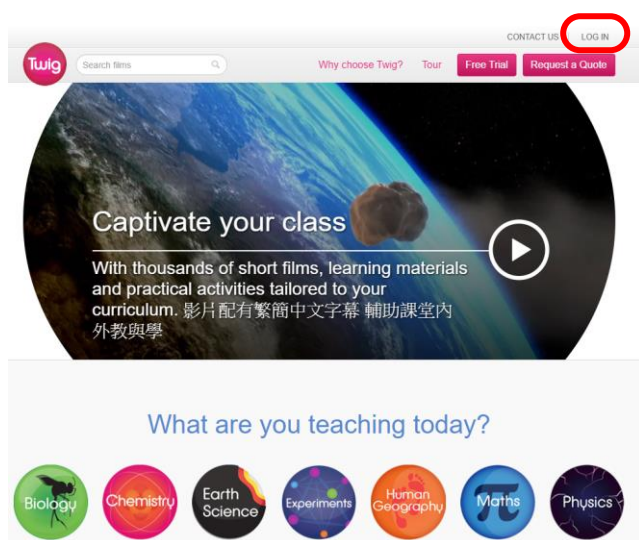 CONTACT US LOG IN
Twig Search films Why choose Twig? Tour Free Trial Request a Quote
Captivate your class
With thousands of short films, learning materials
and practical activities tailored to your
curriculum. 影片配有繁簡中文字幕 輔助課堂內
外教與學
What are you teaching today?
Biology Chemistry Earth Science Experiments Human Geography Maths Physics